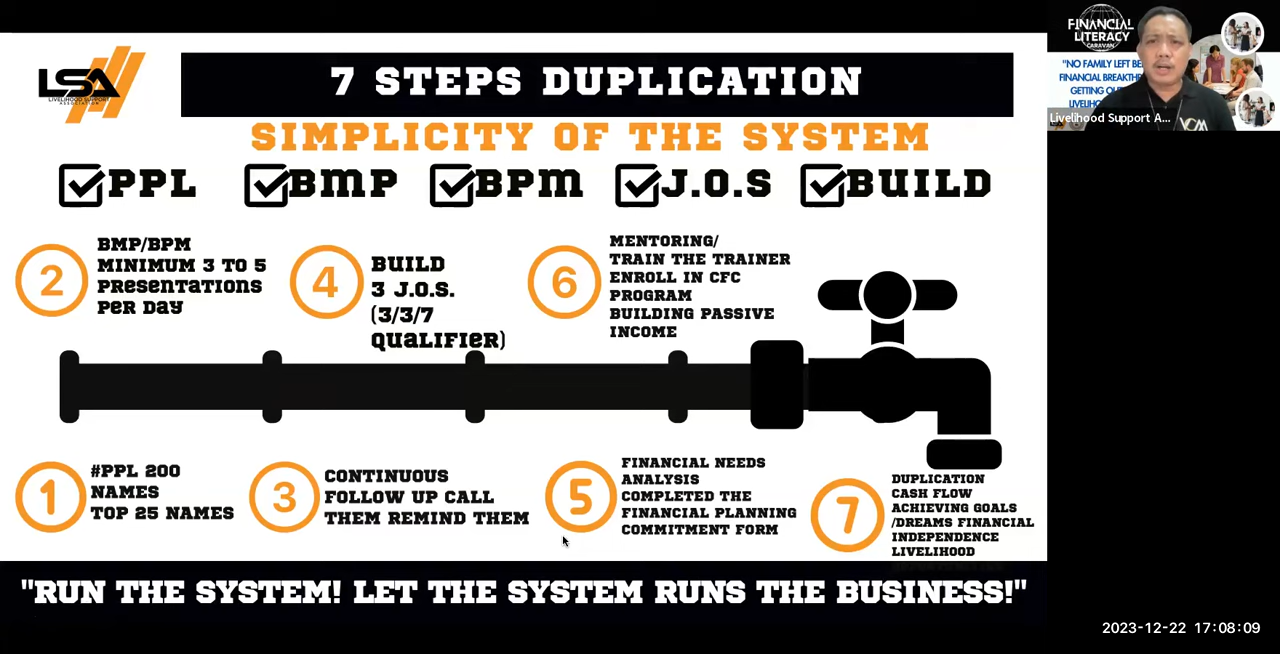 LSA
LIVELIHOOD SUPPORT
ASSOCIATION
7 STEPS DUPLICATION
SIMPLICITY OF THE SYSTEM
PPL
BMP
BPM
J.O.S
BUILD
2
BMP/BPM
MINIMUM 3 TO 5
PRESENTATIONS
PER DAY
4
BUILD
3 J.O.S.
(3/3/7
QUALIFIER)
6
MENTORING/
TRAIN THE TRAINER
ENROLL IN CFC
PROGRAM
BUILDING PASSIVE
INCOME
1
#PPL 200
NAMES
TOP 25 NAMES
3
CONTINUOUS
FOLLOW UP CALL
THEM REMIND THEM
5
FINANCIAL NEEDS
ANALYSIS
COMPLETED THE
FINANCIAL PLANNING
COMMITMENT FORM
7
DUPLICATION
CASH FLOW
ACHIEVING GOALS
/DREAMS FINANCIAL
INDEPENDENCE
LIVELIHOOD
"RUN THE SYSTEM! LET THE SYSTEM RUNS THE BUSINESS!"
FINANCIAL
LITERACY
CARAVAN
"NO FAMILY LEFT
FINANCIAL
GETTING
Livelihood Support A...
2023-12-22 17:08:09